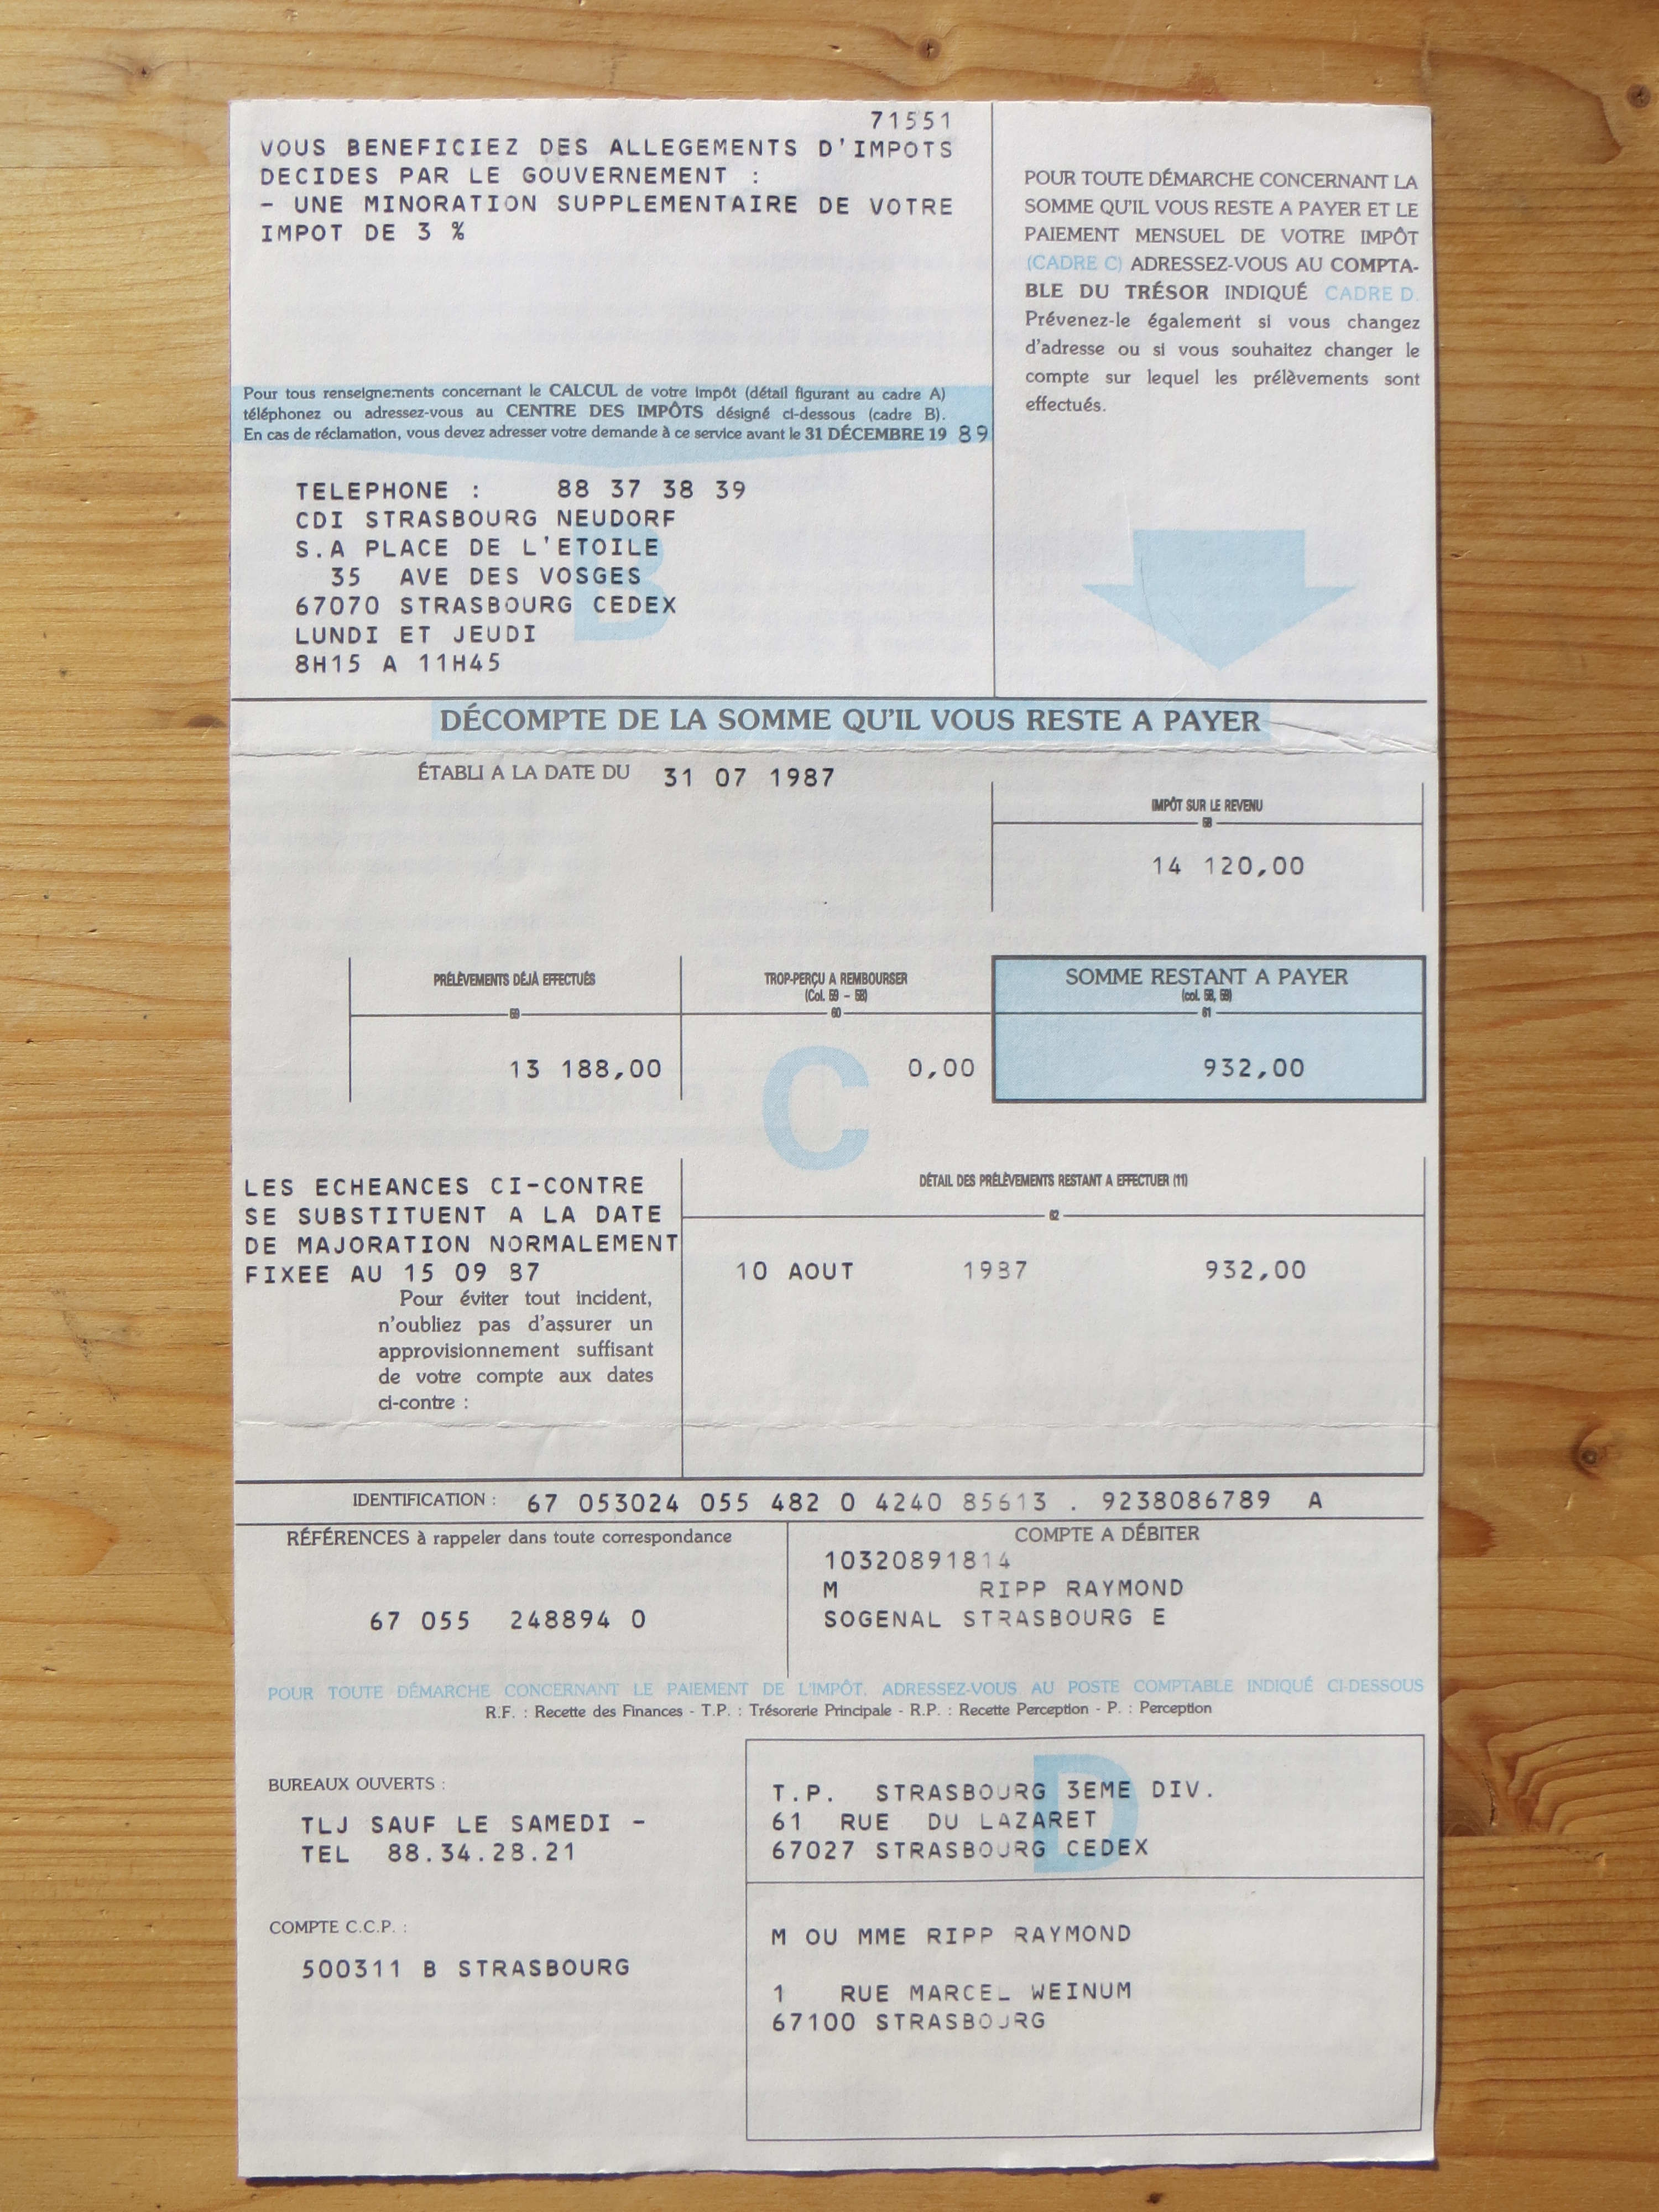 71551
VOUS BENEFICIEZ DES ALLEGEMENTS D'IMPOTS
DECIDES PAR LE GOUVERNEMENT :
- UNE MINORATION SUPPLEMENTAIRE DE VOTRE
IMPOT DE 3 %
POUR TOUTE DÉMARCHE CONCERNANT LA
SOMME QU'IL VOUS RESTE A PAYER ET LE
PAIEMENT MENSUEL DE VOTRE IMPÔT
(CADRE C) ADRESSEZ-VOUS AU COMPTA-
BLE DU TRÉSOR INDIQUÉ CADRE D.
Prévenez-le également si vous changez
d'adresse ou si vous souhaitez changer le
compte sur lequel les prélèvements sont
effectués.
Pour tous renseignements concernant le CALCUL de votre impôt (détail figurant au cadre A)
téléphonez ou adressez-vous au CENTRE DES IMPÔTS désigné ci-dessous (cadre B).
En cas de réclamation, vous devez adresser votre demande à ce service avant le 31 DÉCEMBRE 19 89
B
TELEPHONE : 88 37 38 39
CDI STRASBOURG NEUDORF
S.A PLACE DE L'ETOILE
35 AVE DES VOSGES
67070 STRASBOURG CEDEX
LUNDI ET JEUDI
8H15 A 11H45
DÉCOMPTE DE LA SOMME QU'IL VOUS RESTE A PAYER
ÉTABLI A LA DATE DU 31 07 1987
IMPÔT SUR LE REVENU
58
14 120,00
PRÉLÈVEMENTS DÉJÀ EFFECTUÉS
59
13 188,00
TROP-PERÇU A REMBOURSER
(Col. 59 - 58)
60
0,00
SOMME RESTANT A PAYER
(col. 58, 59)
61
932,00
C
LES ECHEANCES CI-CONTRE
SE SUBSTITUENT A LA DATE
DE MAJORATION NORMALEMENT
FIXEE AU 15 09 87
Pour éviter tout incident,
n'oubliez pas d'assurer un
approvisionnement suffisant
de votre compte aux dates
ci-contre :
DÉTAIL DES PRÉLÈVEMENTS RESTANT A EFFECTUER (11)
62
10 AOUT 1987 932,00
IDENTIFICATION : 67 053024 055 482 0 4240 85613 . 9238086789 A
RÉFÉRENCES à rappeler dans toute correspondance
67 055 248894 0
COMPTE A DÉBITER
10320891814
M RIPP RAYMOND
SOGENAL STRASBOURG E
POUR TOUTE DÉMARCHE CONCERNANT LE PAIEMENT DE L'IMPÔT, ADRESSEZ-VOUS AU POSTE COMPTABLE INDIQUÉ CI-DESSOUS
R.F. : Recette des Finances - T.P. : Trésorerie Principale - R.P. : Recette Perception - P. : Perception
BUREAUX OUVERTS :
TLJ SAUF LE SAMEDI -
TEL 88.34.28.21
COMPTE C.C.P. :
500311 B STRASBOURG
D
T.P. STRASBOURG 3EME DIV.
61 RUE DU LAZARET
67027 STRASBOURG CEDEX
M OU MME RIPP RAYMOND
1 RUE MARCEL WEINUM
67100 STRASBOURG